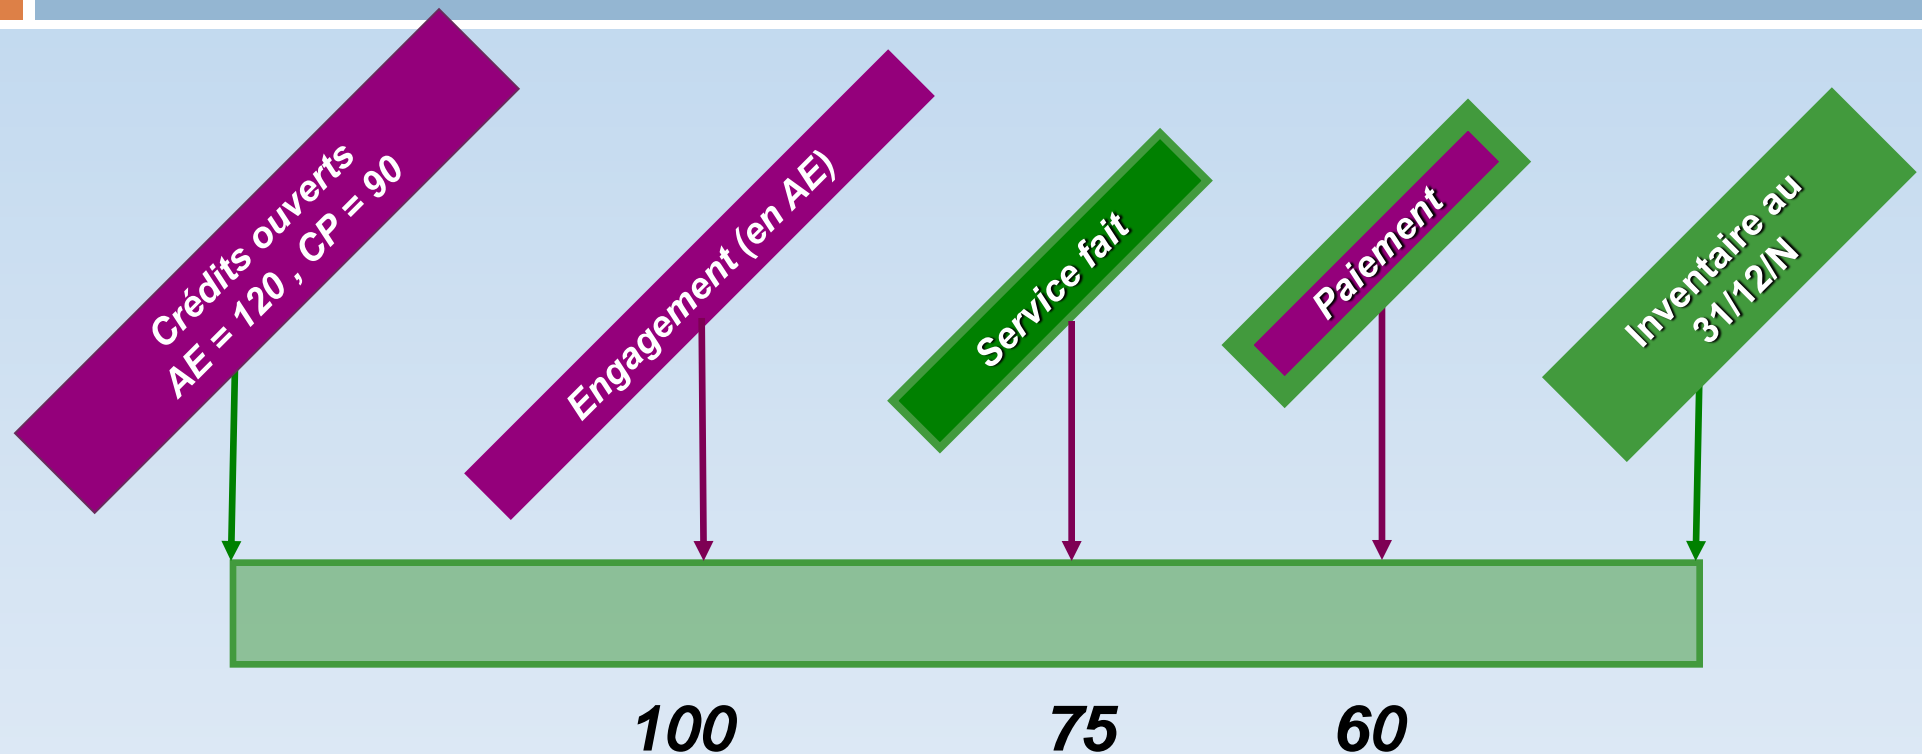 Crédits ouverts
AE = 120 , CP = 90
Engagement (en AE)
Service fait
Paiement
Inventaire au
31/12/N
100
75
60